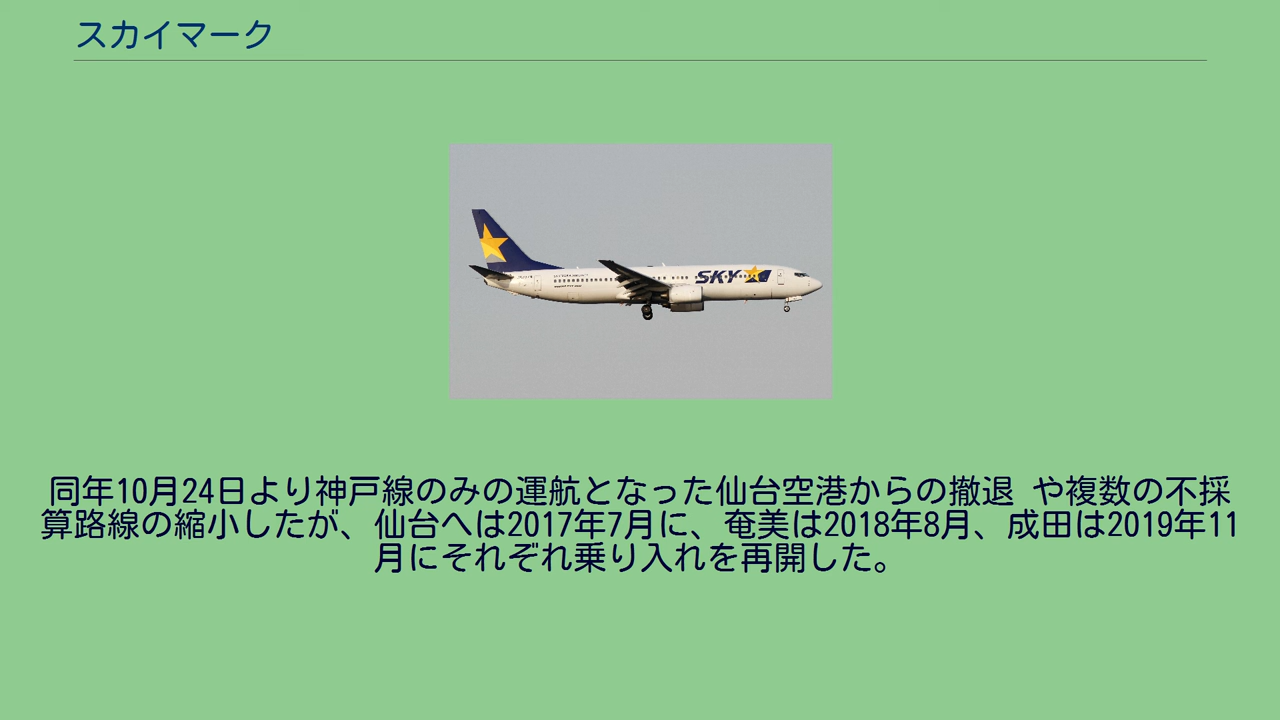 スカイマーク
SKY
同年10月24日より神戸線のみの運航となった仙台空港からの撤退 や複数の不採
算路線の縮小したが、仙台へは2017年7月に、奄美は2018年8月、成田は2019年11
月にそれぞれ乗り入れを再開した。